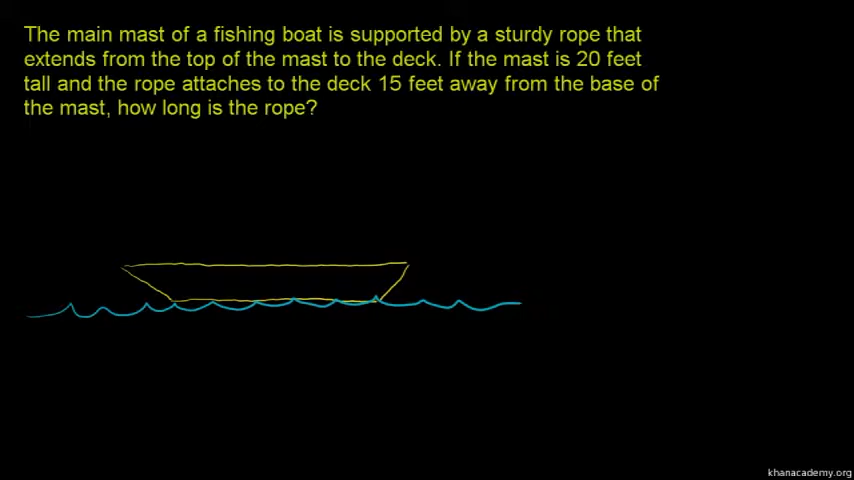 The main mast of a fishing boat is supported by a sturdy rope that
extends from the top of the mast to the deck. If the mast is 20 feet
tall and the rope attaches to the deck 15 feet away from the base of
the mast, how long is the rope?
khanacademy.org